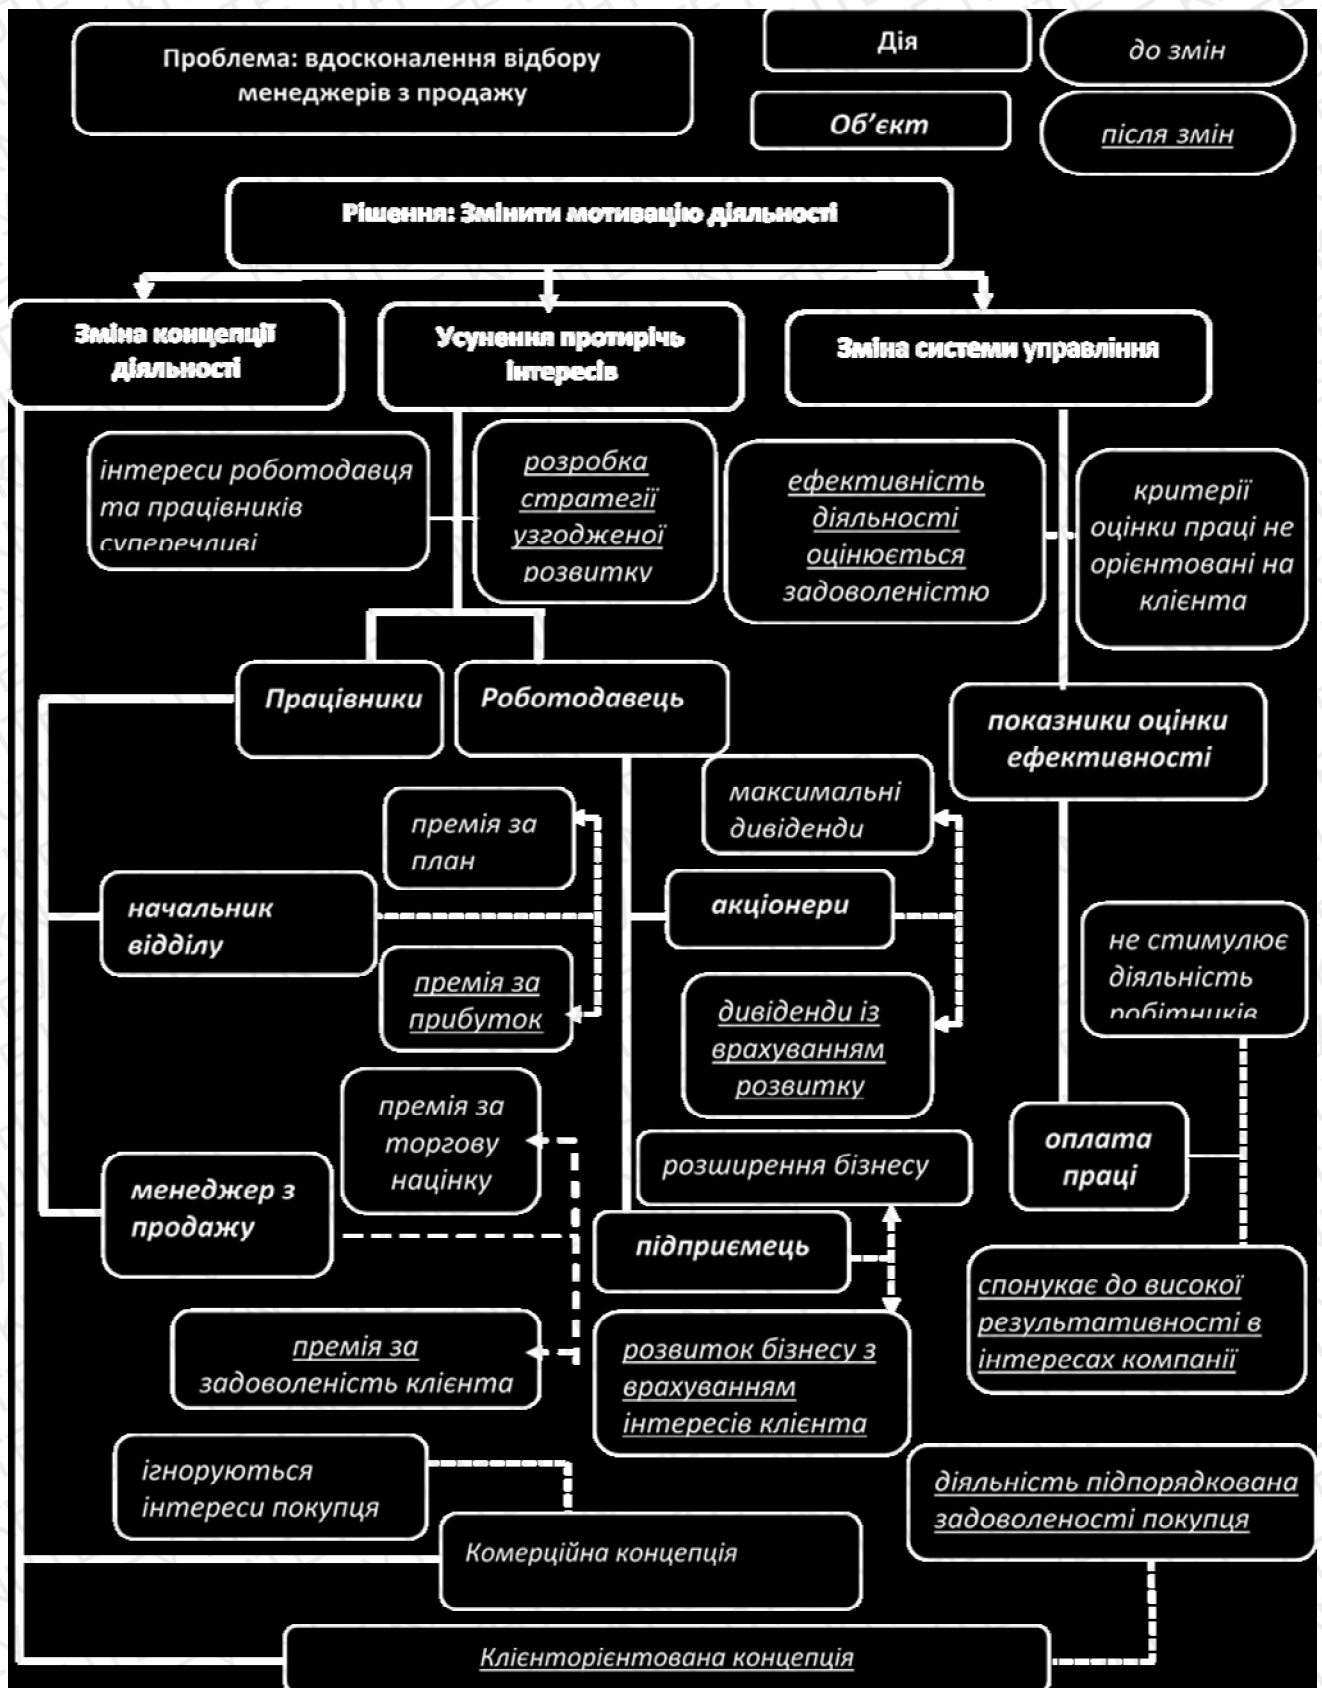 Проблема: вдосконалення відбору
менеджерів з продажу
Дія
до змін
Об’єкт
після змін
Рішення: Змінити мотивацію діяльності
Зміна концепції
діяльності
Усунення протирічь
інтересів
Зміна системи управління
інтереси роботодавця
та працівників
суперечливі
розробка
стратегії
узгодженої
розвитку
ефективність
діяльності
оцінюється
задоволеністю
критерії
оцінки праці не
орієнтовані на
клієнта
Працівники
Роботодавець
показники оцінки
ефективності
премія за
план
максимальні
дивіденди
начальник
відділу
акціонери
не стимулює
діяльність
робітників
премія за
прибуток
дивіденди із
врахуванням
розвитку
премія за
торгову
націнку
розширення бізнесу
оплата
праці
менеджер з
продажу
підприємець
спонукає до високої
результативності в
інтересах компанії
премія за
задоволеність клієнта
розвиток бізнесу з
врахуванням
інтересів клієнта
ігноруються
інтереси покупця
діяльність підпорядкована
задоволеності покупця
Комерційна концепція
Клієнторієнтована концепція